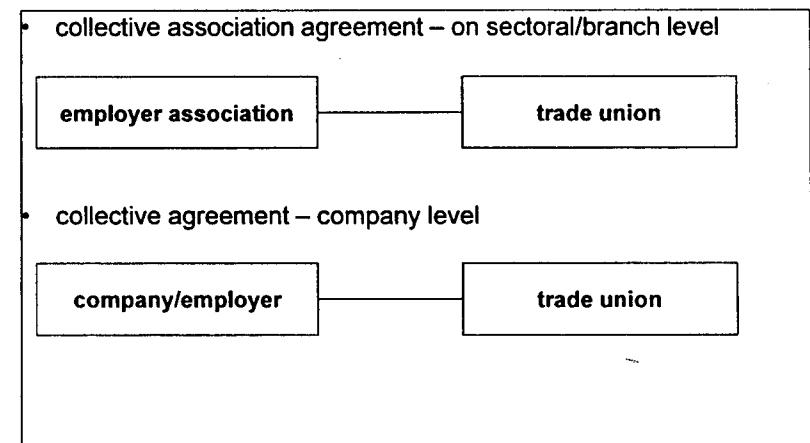 • collective association agreement – on sectoral/branch level
employer association trade union
• collective agreement – company level
company/employer trade union